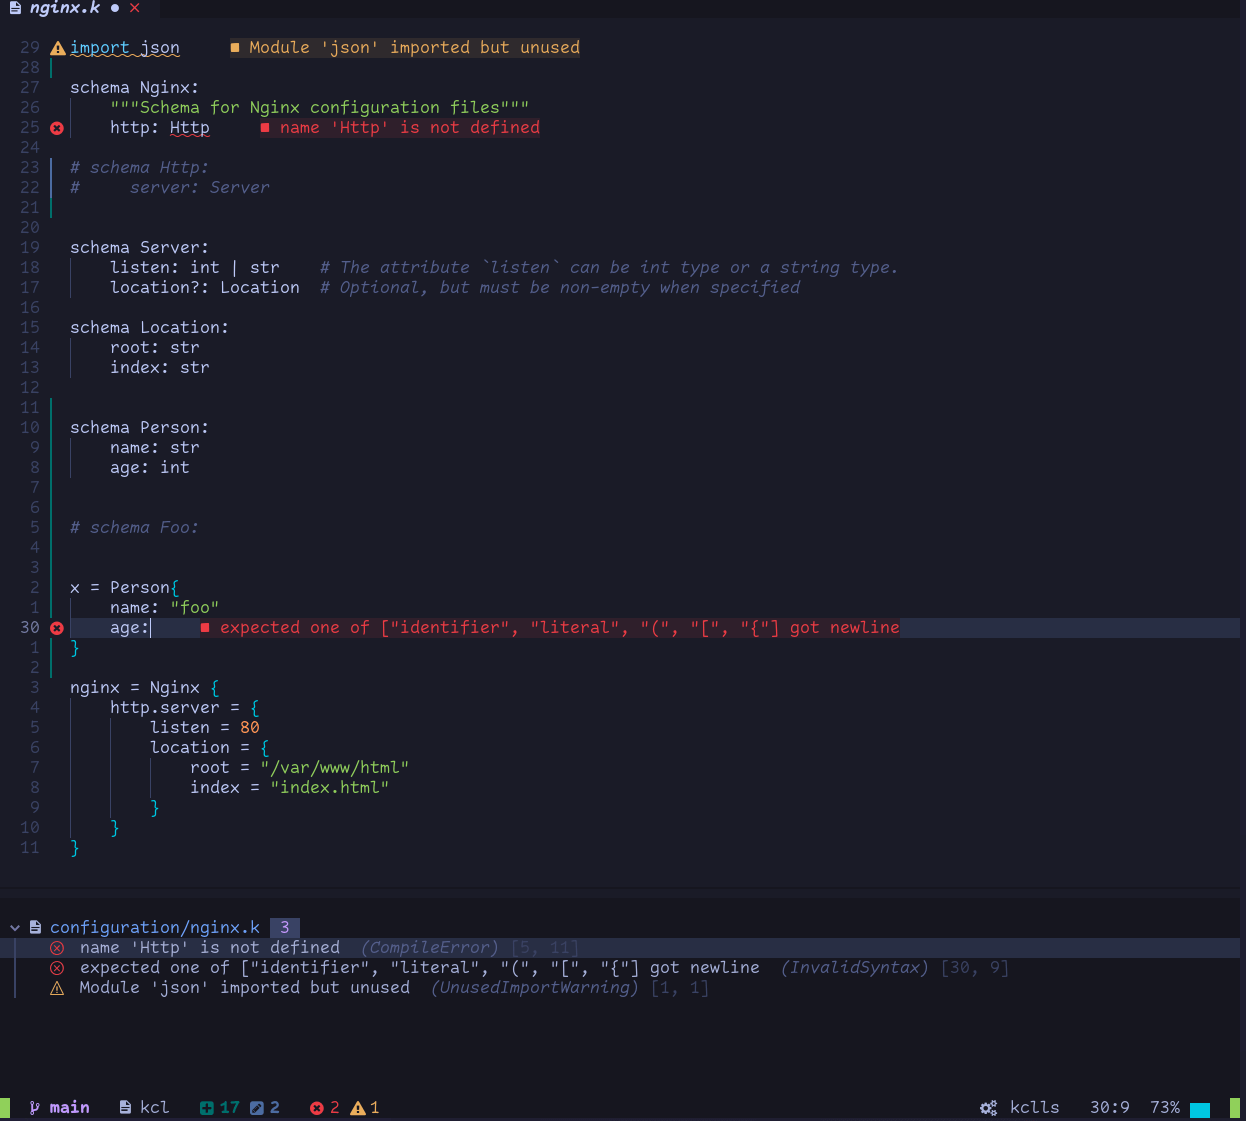 nginx.k ● ✕
29 import json ■ Module 'json' imported but unused
28
27 schema Nginx:
26 """Schema for Nginx configuration files"""
25 http: Http ■ name 'Http' is not defined
24
23 # schema Http:
22 #     server: Server
21
20
19 schema Server:
18 listen: int | str    # The attribute `listen` can be int type or a string type.
17 location?: Location  # Optional, but must be non-empty when specified
16
15 schema Location:
14 root: str
13 index: str
12
11
10 schema Person:
9 name: str
8 age: int
7
6
5 # schema Foo:
4
3
2 x = Person{
1 name: "foo"
30 age: ■ expected one of ["identifier", "literal", "(", "[", "{"] got newline
1 }
2
3 nginx = Nginx {
4 http.server = {
5 listen = 80
6 location = {
7 root = "/var/www/html"
8 index = "index.html"
9 }
10 }
11 }
configuration/nginx.k 3
name 'Http' is not defined (CompileError) [5, 11]
expected one of ["identifier", "literal", "(", "[", "{"] got newline (InvalidSyntax) [30, 9]
Module 'json' imported but unused (UnusedImportWarning) [1, 1]
main kcl 17 2 2 1 kclls 30:9 73%